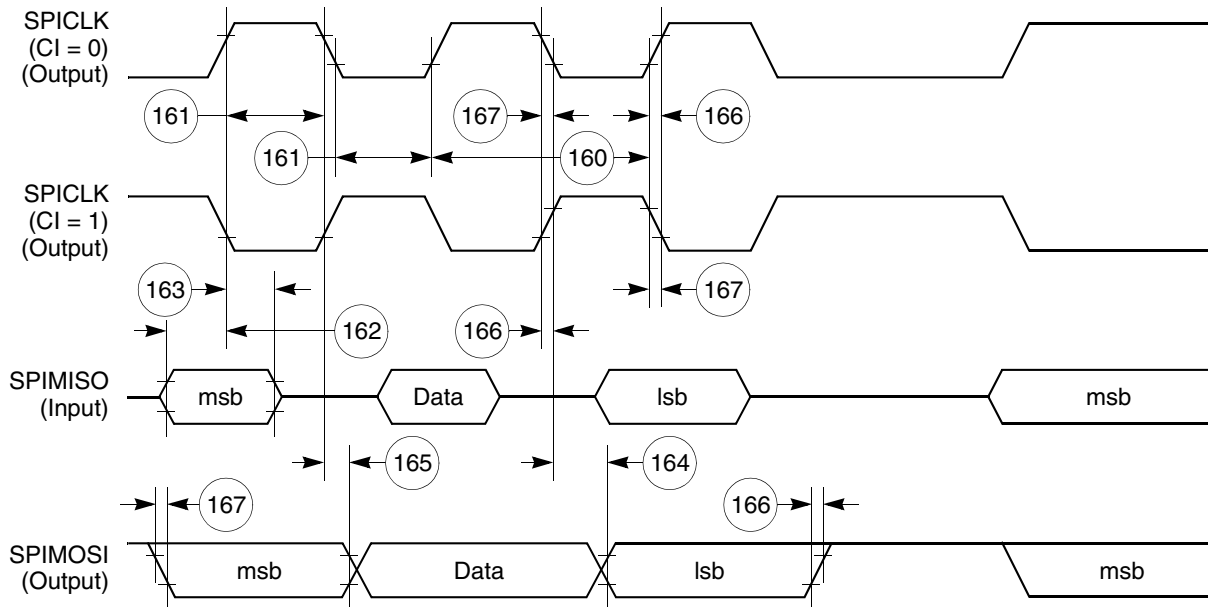 SPICLK
(CI = 0)
(Output)
161
167
166
161
160
SPICLK
(CI = 1)
(Output)
163
167
162
166
SPIMISO
(Input)
msb
Data
lsb
msb
165
164
167
166
SPIMOSI
(Output)
msb
Data
lsb
msb